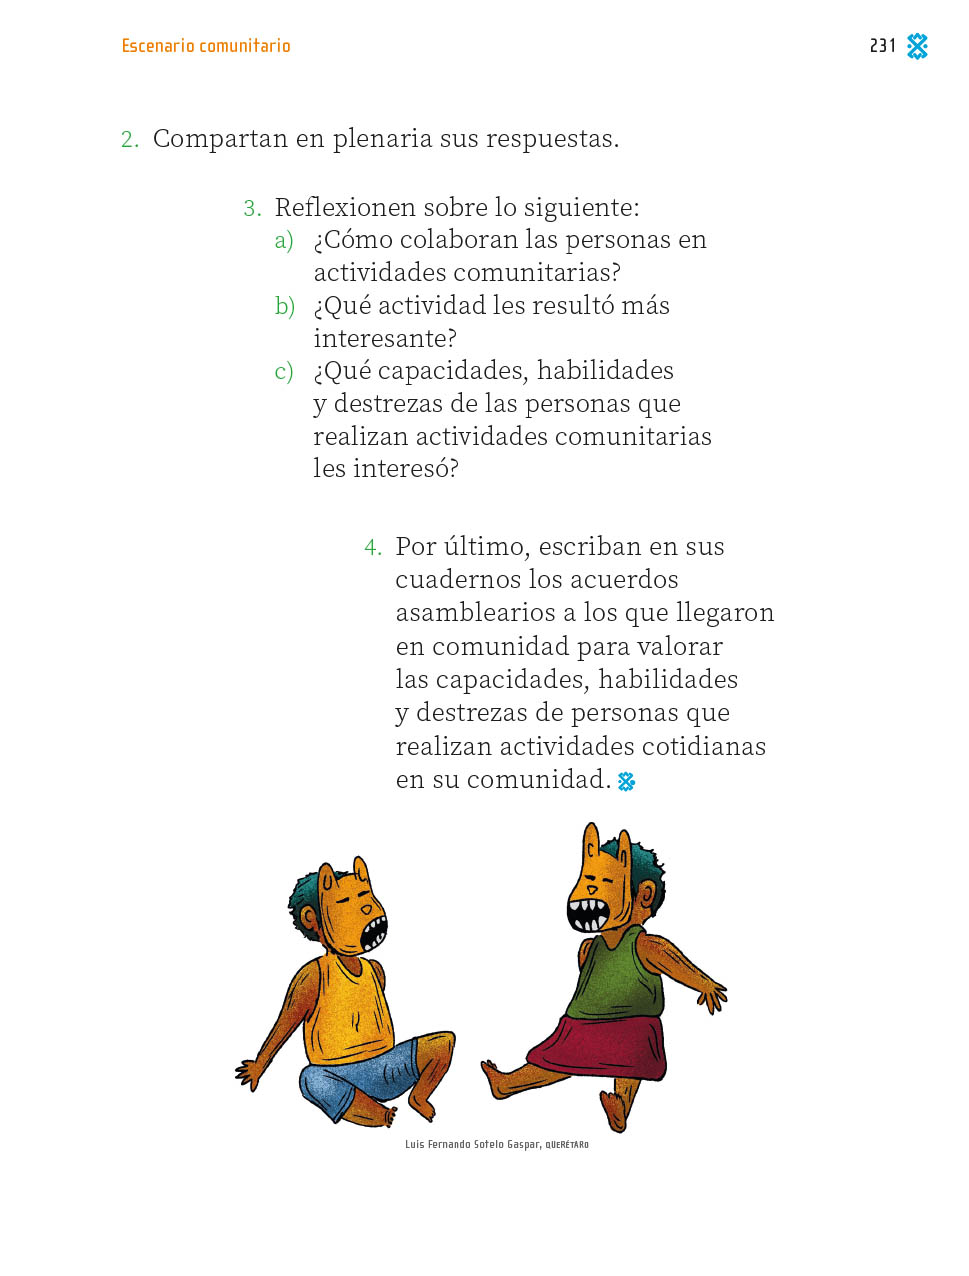 Escenario comunitario
231
2. Compartan en plenaria sus respuestas.
3. Reflexionen sobre lo siguiente:
a) ¿Cómo colaboran las personas en
actividades comunitarias?
b) ¿Qué actividad les resultó más
interesante?
c) ¿Qué capacidades, habilidades
y destrezas de las personas que
realizan actividades comunitarias
les interesó?
4. Por último, escriban en sus
cuadernos los acuerdos
asamblearios a los que llegaron
en comunidad para valorar
las capacidades, habilidades
y destrezas de personas que
realizan actividades cotidianas
en su comunidad.
Luis Fernando Sotelo Gaspar, QUERÉTARO